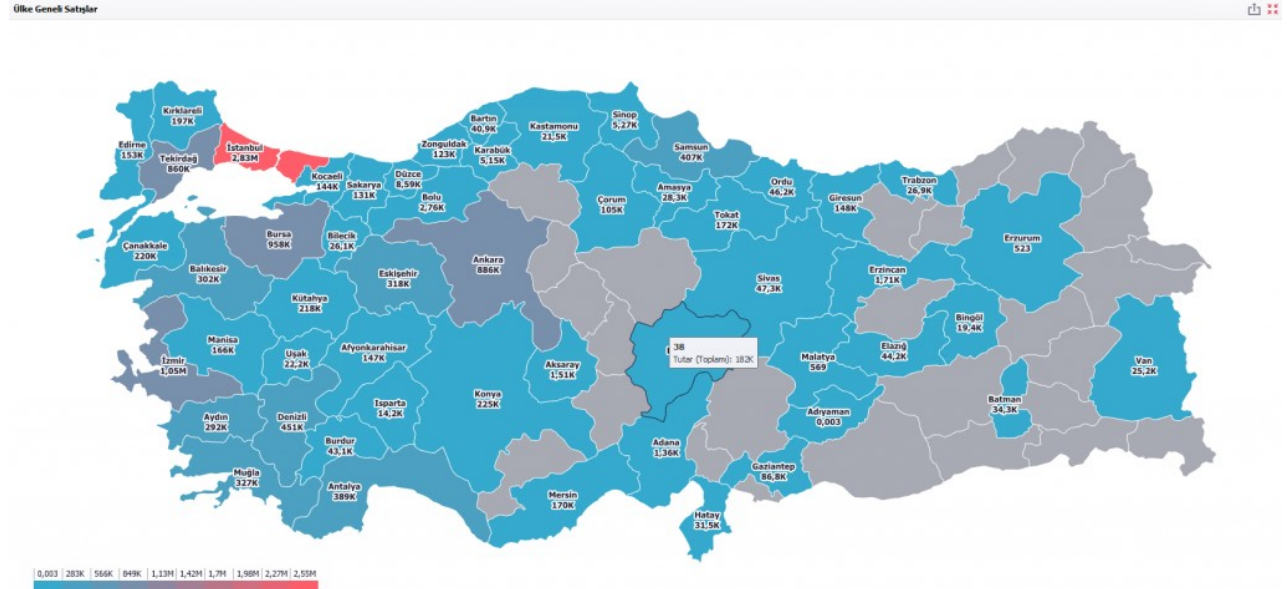 Ülke Geneli Satışlar
Kırklareli
197K
Edirne
153K
Tekirdağ
860K
İstanbul
2,83M
Kocaeli
144K
Sakarya
131K
Düzce
8,59K
Bolu
2,76K
Zonguldak
123K
Bartın
40,9K
Karabük
5,15K
Kastamonu
21,5K
Sinop
5,27K
Samsun
407K
Çorum
105K
Amasya
28,3K
Tokat
172K
Ordu
46,2K
Giresun
148K
Trabzon
26,9K
Erzurum
523
Çanakkale
220K
Balıkesir
302K
Bursa
958K
Bilecik
26,1K
Eskişehir
318K
Ankara
886K
Kütahya
218K
Sivas
47,3K
Erzincan
1,71K
Bingöl
19,4K
Elazığ
44,2K
Van
25,2K
İzmir
1,05M
Manisa
166K
Uşak
22,2K
Afyonkarahisar
147K
Aksaray
1,51K
38
Tutar (Toplam): 182K
Malatya
569
Batman
34,3K
Adıyaman
0,003
Konya
225K
Isparta
14,2K
Aydın
292K
Denizli
451K
Burdur
43,1K
Muğla
327K
Antalya
389K
Mersin
170K
Adana
1,36K
Gaziantep
86,8K
Hatay
31,5K
0,003 283K 566K 849K 1,13M 1,42M 1,7M 1,98M 2,27M 2,55M